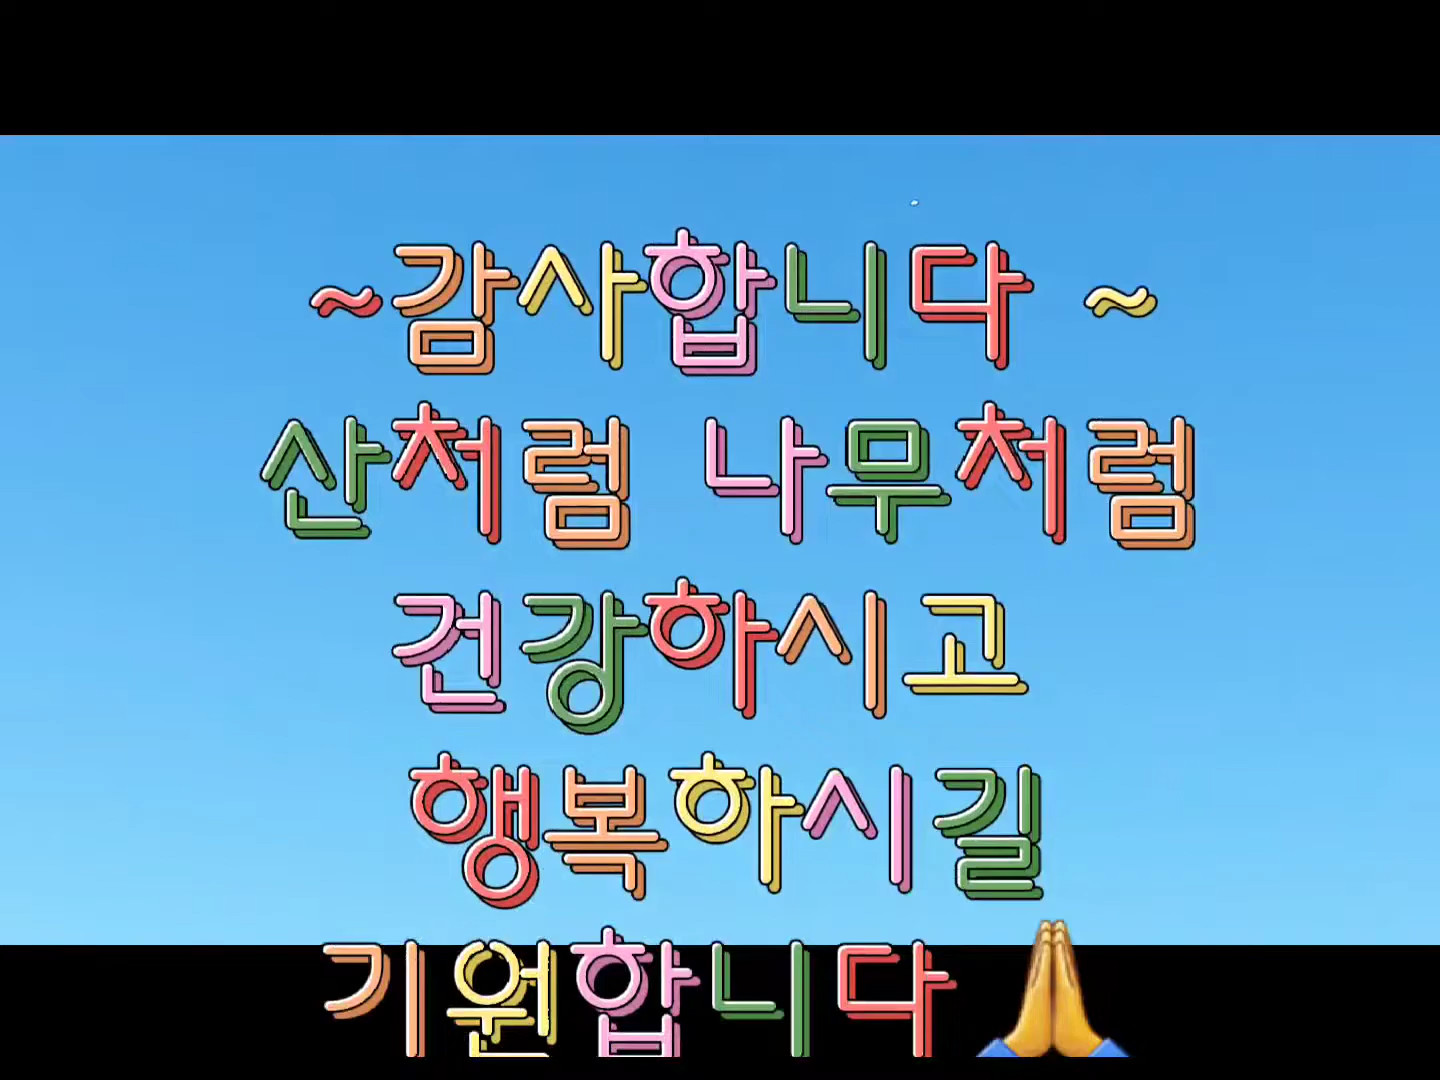 ~감사합니다 ~
산처럼 나무처럼
건강하시고
행복하시길
기원합니다🙏